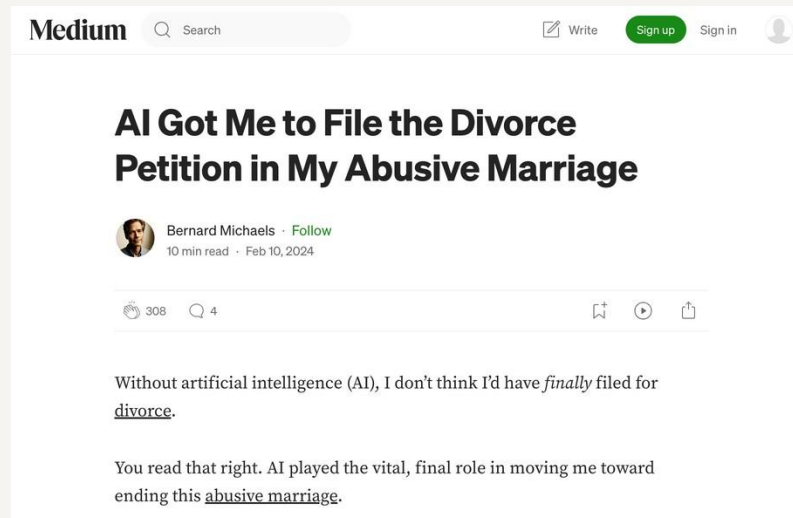 Medium
Search
Write
Sign up
Sign in
AI Got Me to File the Divorce
Petition in My Abusive Marriage
Bernard Michaels · Follow
10 min read · Feb 10, 2024
308
4
Without artificial intelligence (AI), I don’t think I’d have finally filed for
divorce.
You read that right. AI played the vital, final role in moving me toward
ending this abusive marriage.